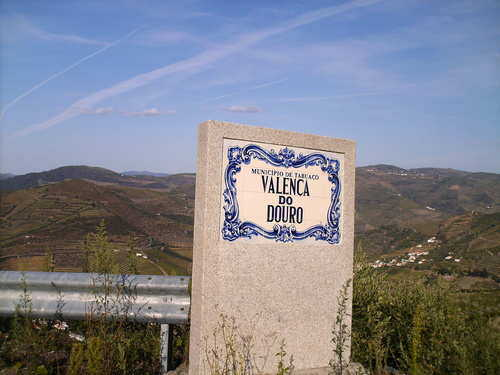 MUNICIPIO DE TABUAÇO
VALENÇA
DO
DOURO